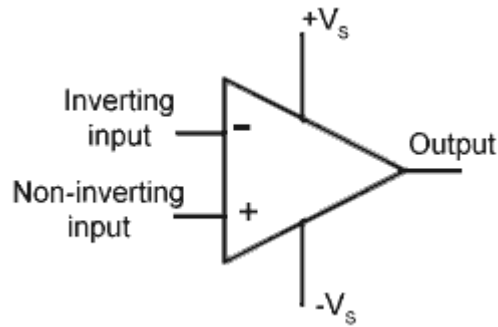 +Vs
Inverting
input
-
Output
Non-inverting
input
+
-Vs